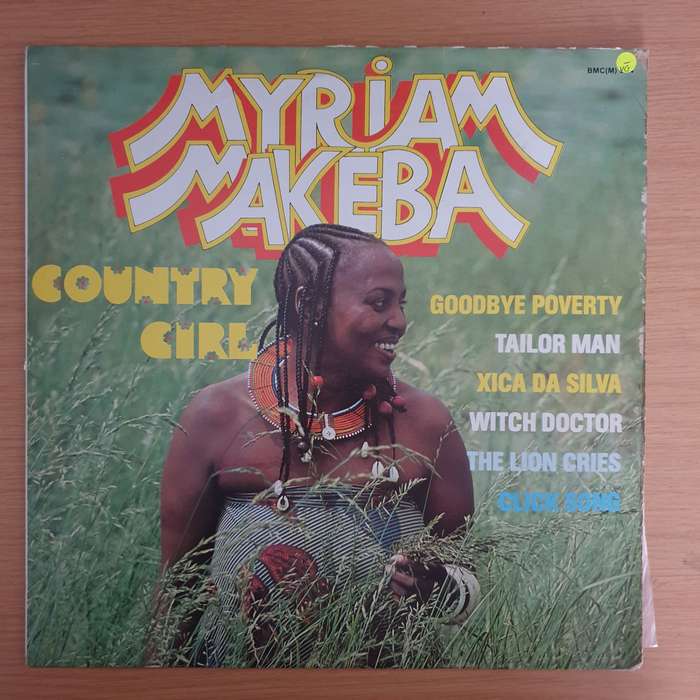 BMC(M)
MYRIAM
MAKEBA
COUNTRY
GIRL
GOODBYE POVERTY
TAILOR MAN
XICA DA SILVA
WITCH DOCTOR
THE LION CRIES
CLICK SONG